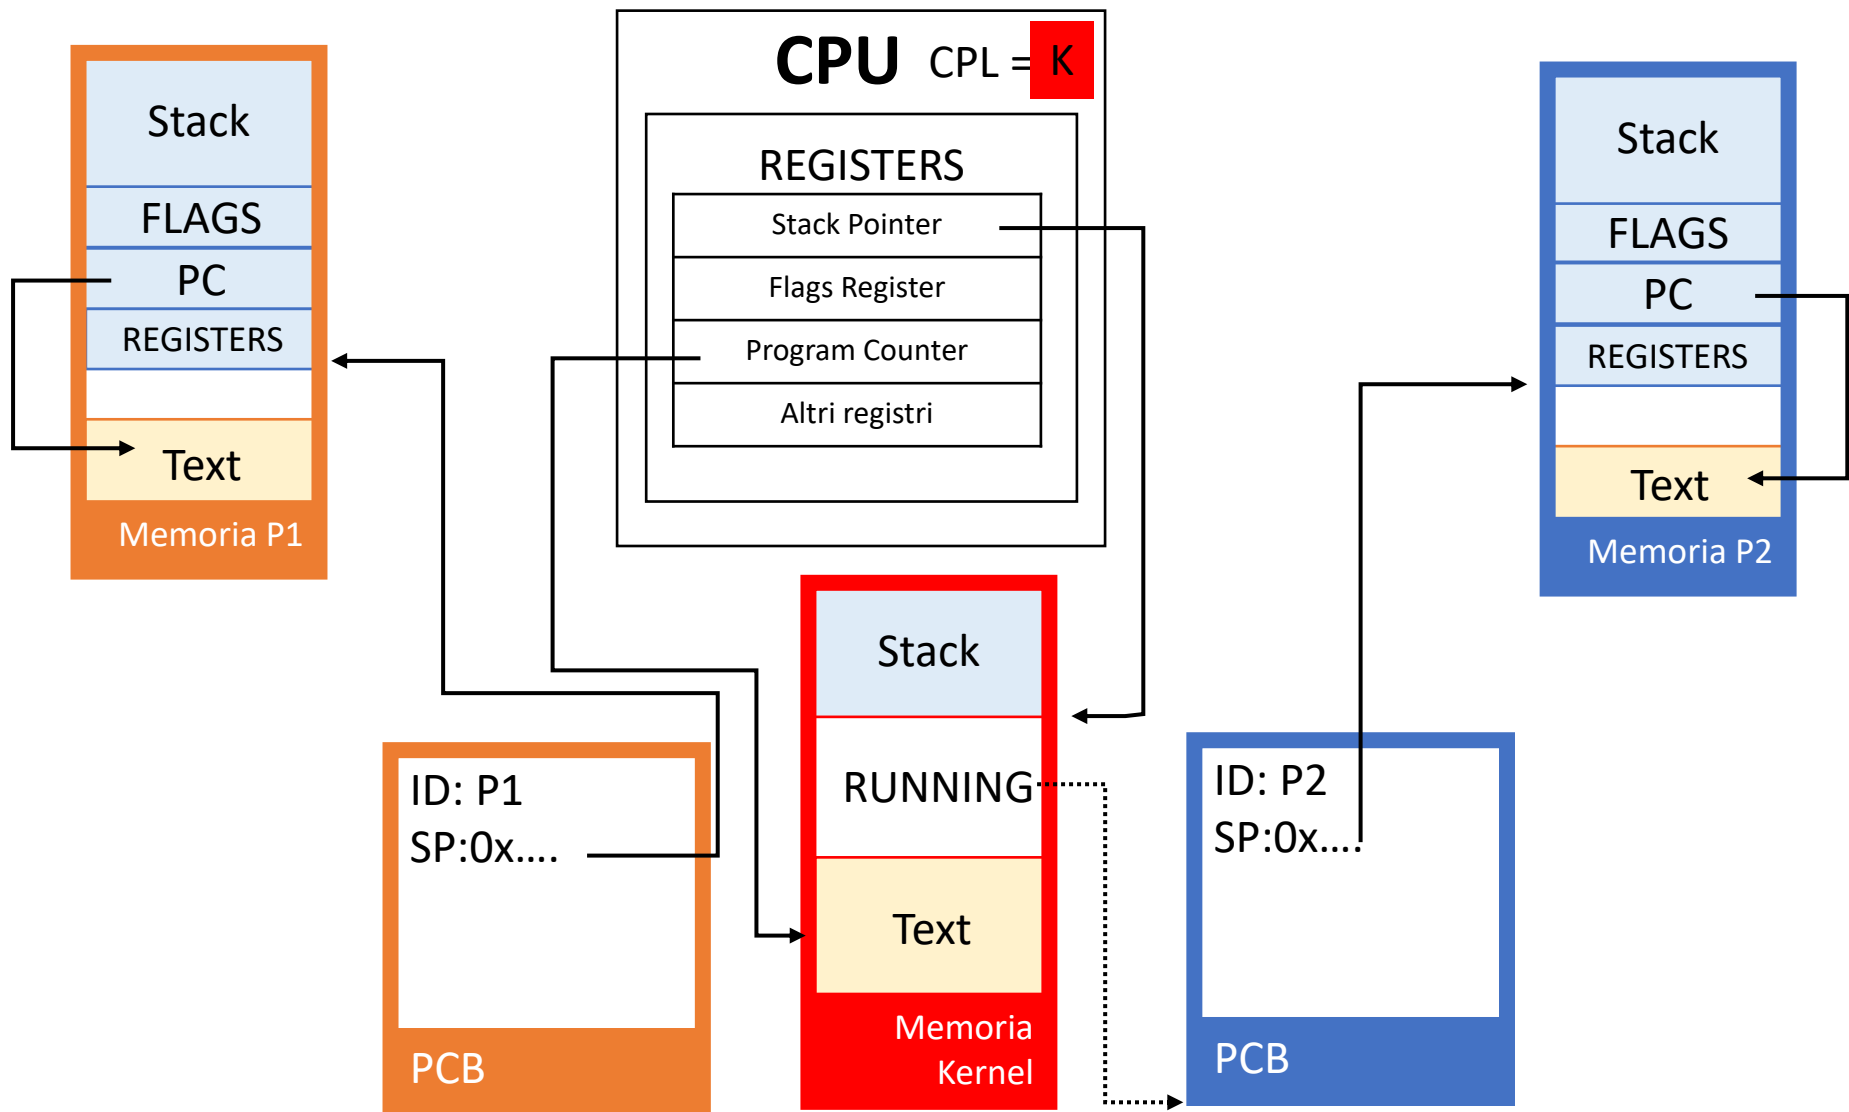 Stack
FLAGS
PC
REGISTERS
Text
Memoria P1
CPU CPL = K
REGISTERS
Stack Pointer
Flags Register
Program Counter
Altri registri
Stack
FLAGS
PC
REGISTERS
Text
Memoria P2
ID: P1
SP:0x....
PCB
Stack
RUNNING
Text
Memoria
Kernel
ID: P2
SP:0x....
PCB